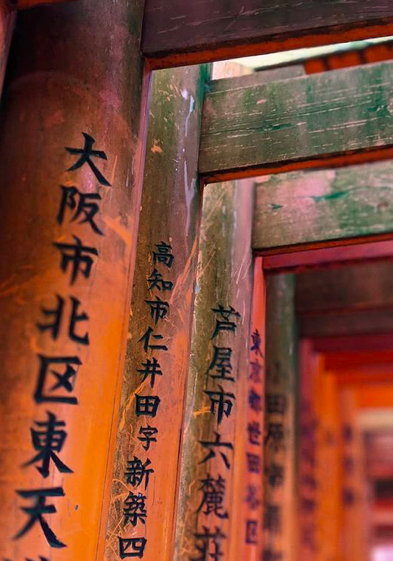 大阪市北区東天
高知市仁井田字新築四
芦屋市六麓荘
東京都世田谷区
小田原市